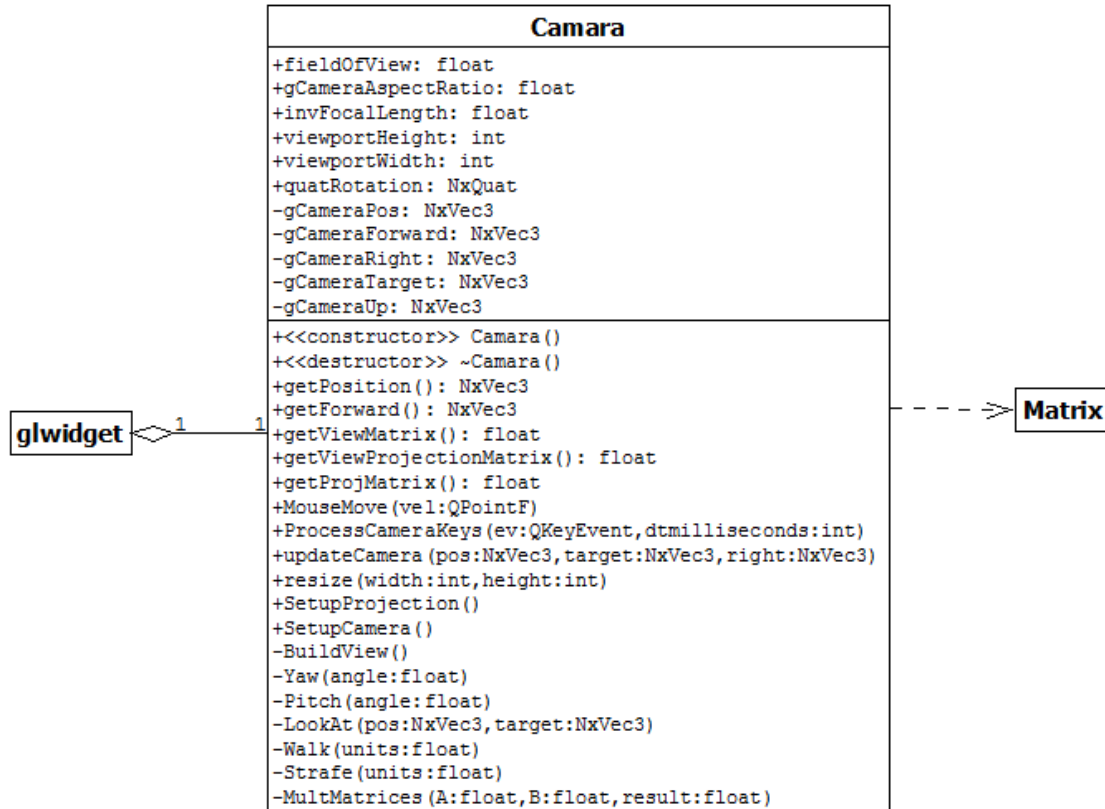 Camara
+fieldOfView: float
+gCameraAspectRatio: float
+invFocalLength: float
+viewportHeight: int
+viewportWidth: int
+quatRotation: NxQuat
-gCameraPos: NxVec3
-gCameraForward: NxVec3
-gCameraRight: NxVec3
-gCameraTarget: NxVec3
-gCameraUp: NxVec3
+<<constructor>> Camara()
+<<destructor>> ~Camara()
+getPosition(): NxVec3
+getForward(): NxVec3
+getViewMatrix(): float
+getViewProjectionMatrix(): float
+getProjMatrix(): float
+MouseMove(vel:QPointF)
+ProcessCameraKeys(ev:QKeyEvent,dtmilliseconds:int)
+updateCamera(pos:NxVec3,target:NxVec3,right:NxVec3)
+resize(width:int,height:int)
+SetupProjection()
+SetupCamera()
-BuildView()
-Yaw(angle:float)
-Pitch(angle:float)
-LookAt(pos:NxVec3,target:NxVec3)
-Walk(units:float)
-Strafe(units:float)
-MultMatrices(A:float,B:float,result:float)
glwidget
1
1
Matrix